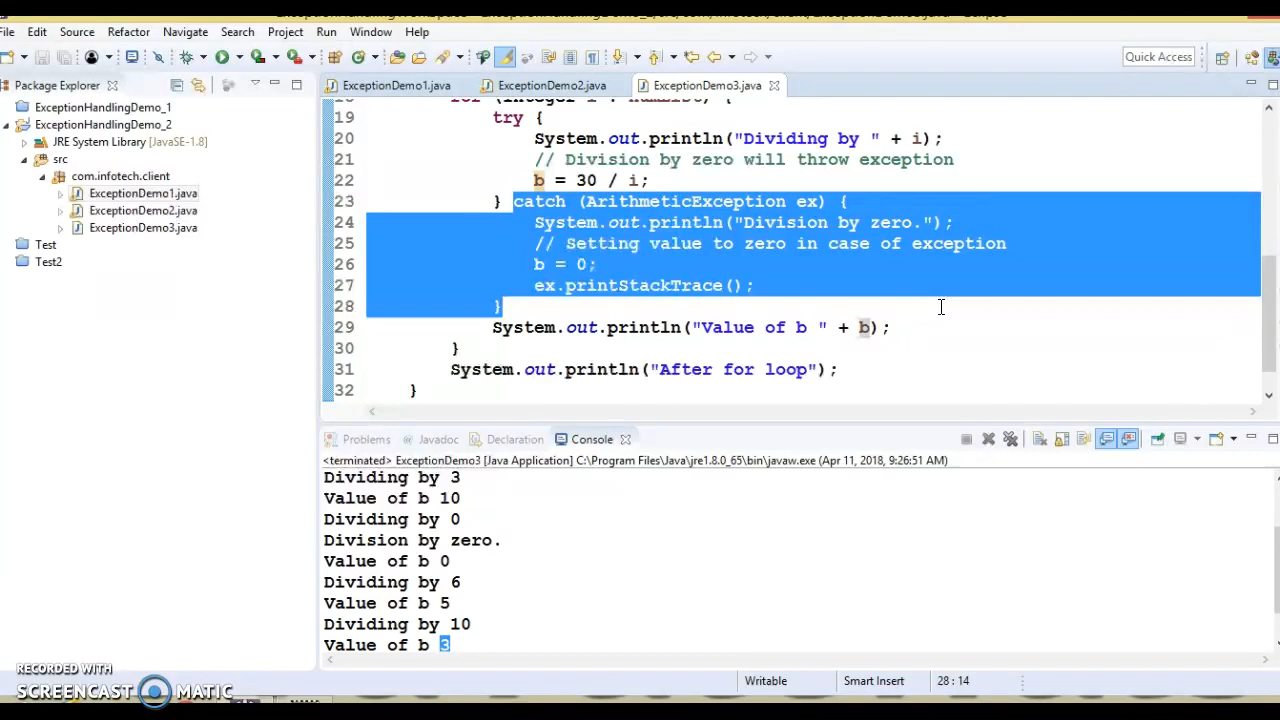 File Edit Source Refactor Navigate Search Project Run Window Help
Quick Access
Package Explorer
ExceptionHandlingDemo_1
ExceptionHandlingDemo_2
JRE System Library [JavaSE-1.8]
src
com.infotech.client
ExceptionDemo1.java
ExceptionDemo2.java
ExceptionDemo3.java
Test
Test2
ExceptionDemo1.java ExceptionDemo2.java ExceptionDemo3.java
19 try {
20 System.out.println("Dividing by " + i);
21 // Division by zero will throw exception
22 b = 30 / i;
23 } catch (ArithmeticException ex) {
24 System.out.println("Division by zero.");
25 // Setting value to zero in case of exception
26 b = 0;
27 ex.printStackTrace();
28 }
29 System.out.println("Value of b " + b);
30 }
31 System.out.println("After for loop");
32 }
Problems Javadoc Declaration Console
<terminated> ExceptionDemo3 [Java Application] C:\Program Files\Java\jre1.8.0_65\bin\javaw.exe (Apr 11, 2018, 9:26:51 AM)
Dividing by 3
Value of b 10
Dividing by 0
Division by zero.
Value of b 0
Dividing by 6
Value of b 5
Dividing by 10
Value of b 3
Writable Smart Insert 28 : 14
RECORDED WITH
SCREENCAST MATIC